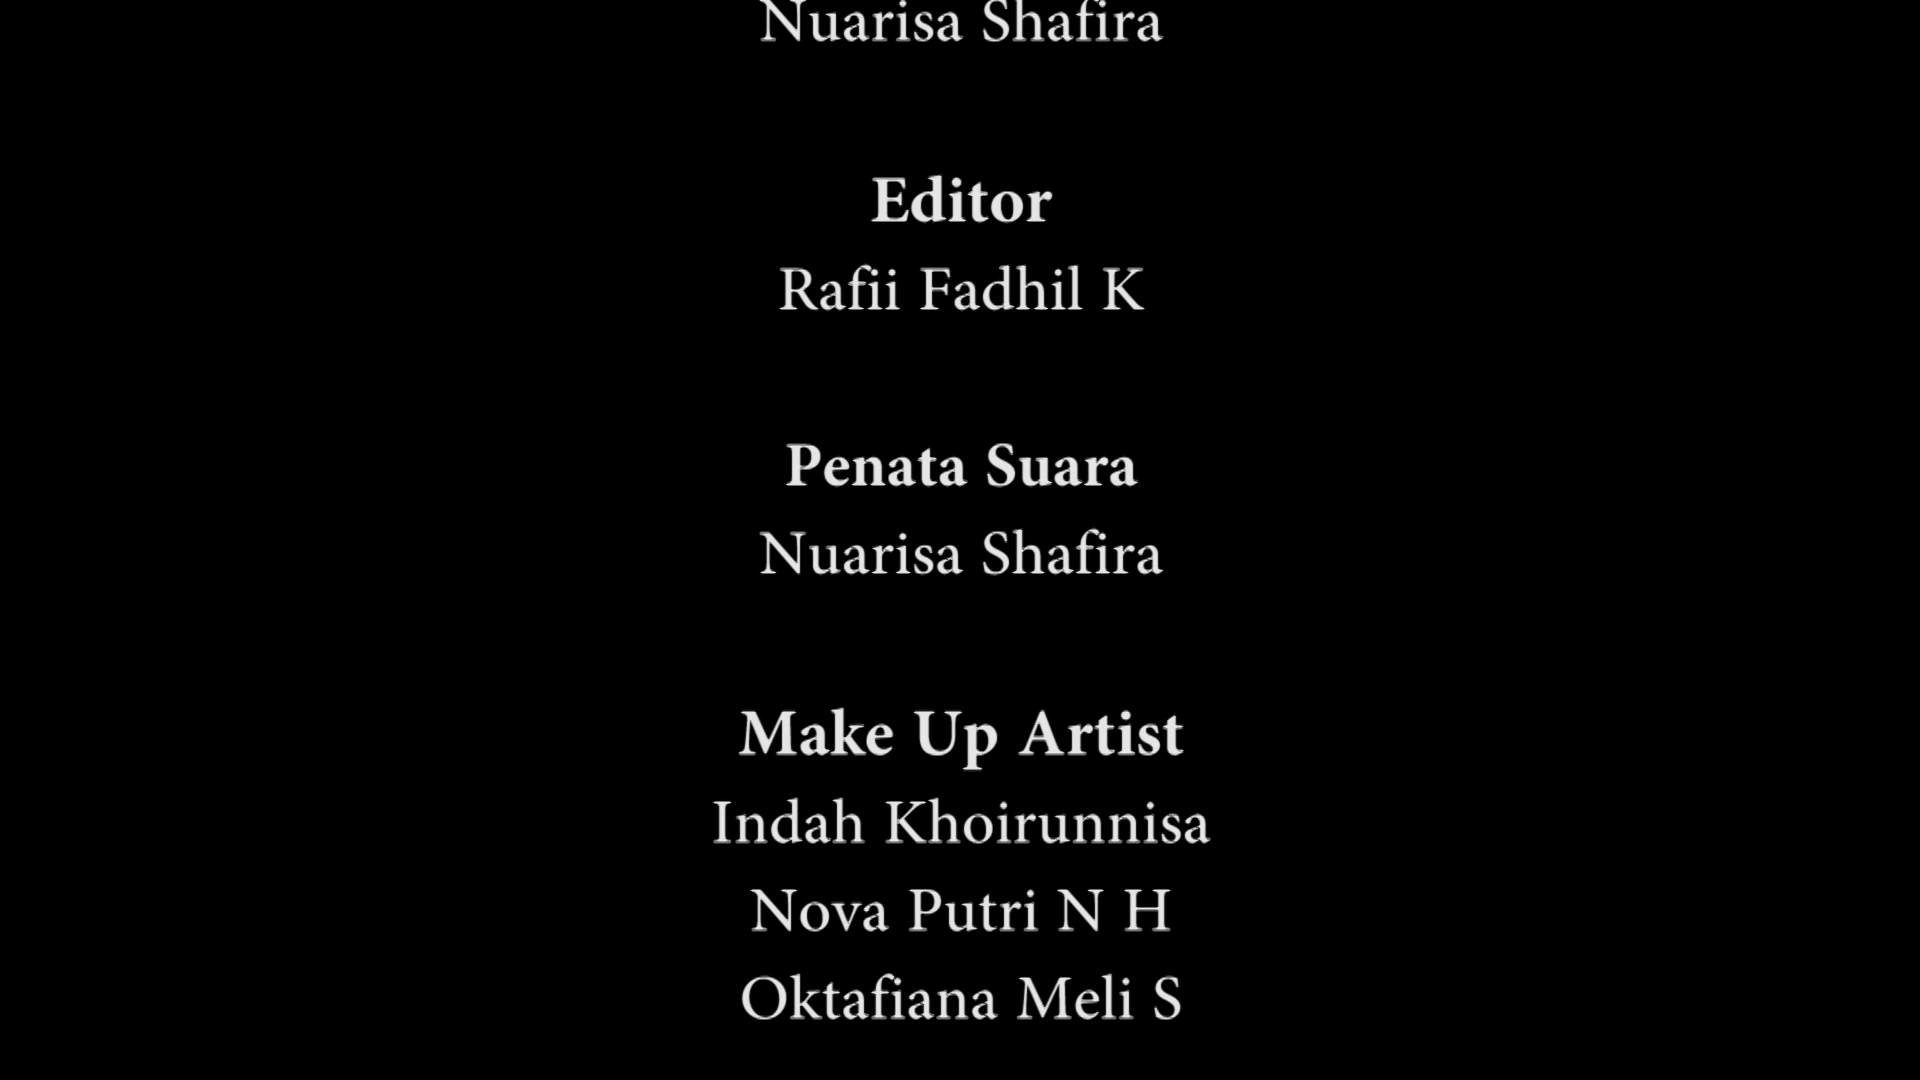 Nuarisa Shafira
Editor
Rafii Fadhil K
Penata Suara
Nuarisa Shafira
Make Up Artist
Indah Khoirunnisa
Nova Putri N H
Oktafiana Meli S